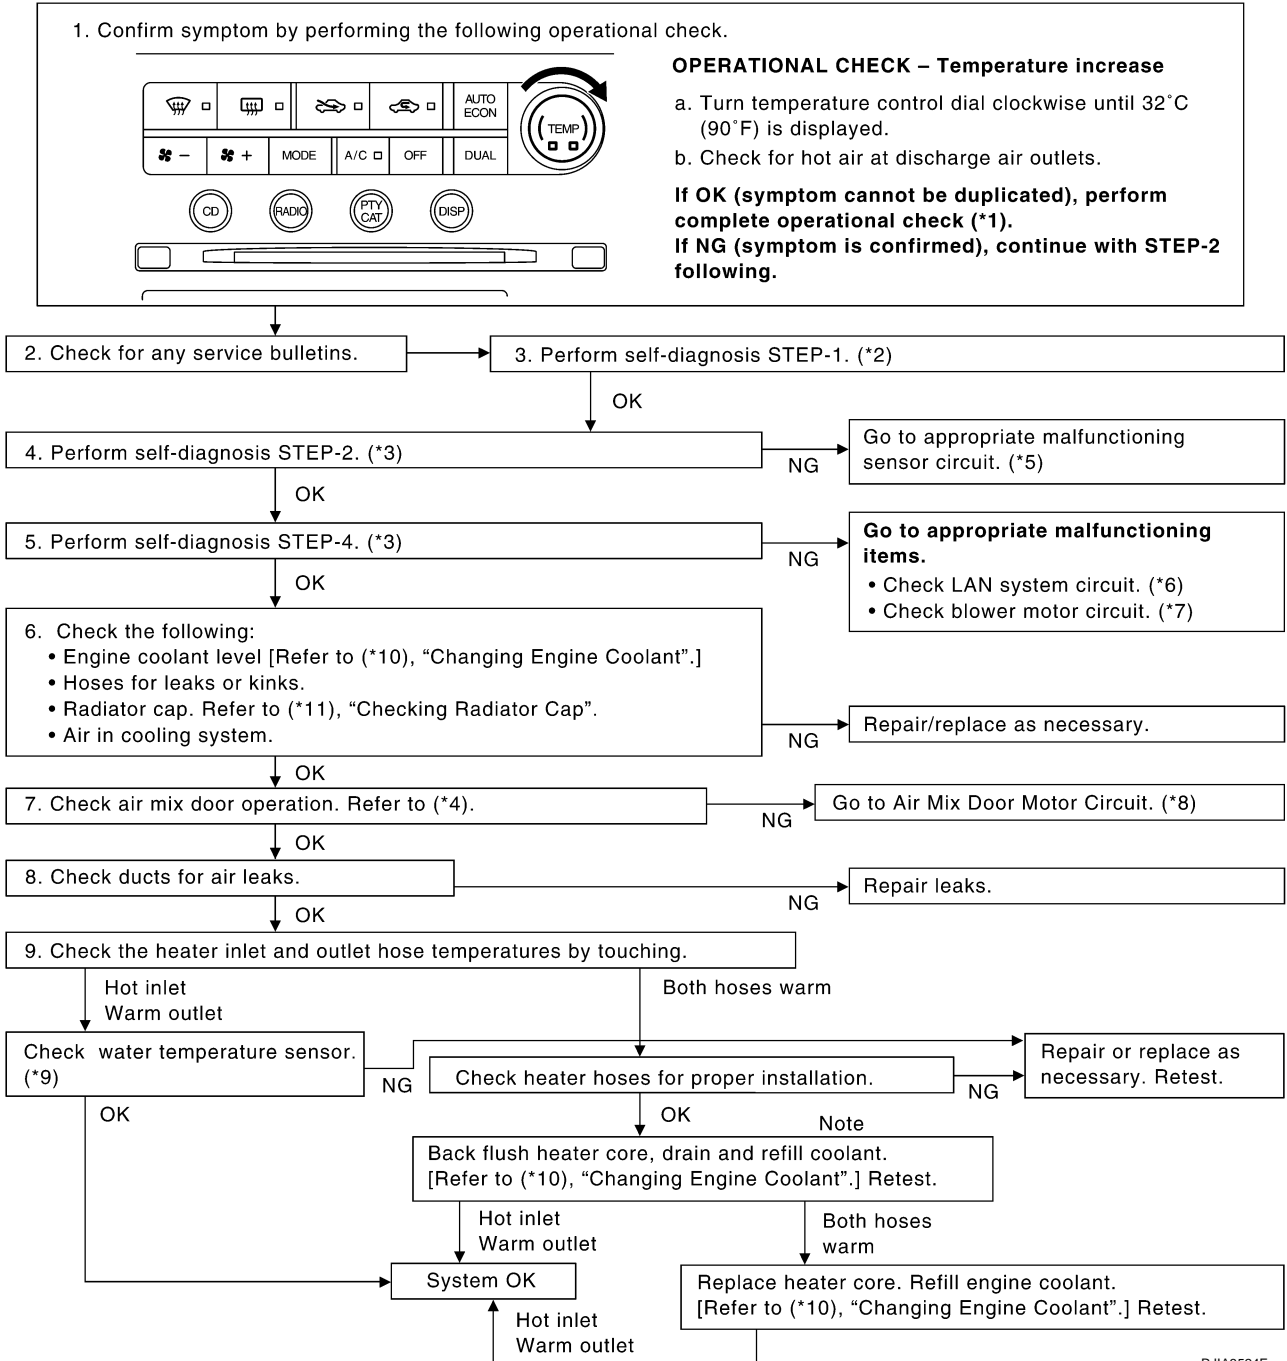 1. Confirm symptom by performing the following operational check.
AUTO
ECON
TEMP
MODE
A/C
OFF
DUAL
CD
RADIO
PTY
CAT
DISP
OPERATIONAL CHECK – Temperature increase
a. Turn temperature control dial clockwise until 32˚C
(90˚F) is displayed.
b. Check for hot air at discharge air outlets.
If OK (symptom cannot be duplicated), perform
complete operational check (*1).
If NG (symptom is confirmed), continue with STEP-2
following.
2. Check for any service bulletins.
3. Perform self-diagnosis STEP-1. (*2)
OK
4. Perform self-diagnosis STEP-2. (*3)
NG
Go to appropriate malfunctioning
sensor circuit. (*5)
OK
5. Perform self-diagnosis STEP-4. (*3)
NG
Go to appropriate malfunctioning
items.
• Check LAN system circuit. (*6)
• Check blower motor circuit. (*7)
OK
6. Check the following:
• Engine coolant level [Refer to (*10), “Changing Engine Coolant”.]
• Hoses for leaks or kinks.
• Radiator cap. Refer to (*11), “Checking Radiator Cap”.
• Air in cooling system.
NG
Repair/replace as necessary.
OK
7. Check air mix door operation. Refer to (*4).
NG
Go to Air Mix Door Motor Circuit. (*8)
OK
8. Check ducts for air leaks.
NG
Repair leaks.
OK
9. Check the heater inlet and outlet hose temperatures by touching.
Hot inlet
Warm outlet
Both hoses warm
Check water temperature sensor.
(*9)
NG
Check heater hoses for proper installation.
NG
Repair or replace as
necessary. Retest.
OK
OK
Note
Back flush heater core, drain and refill coolant.
[Refer to (*10), “Changing Engine Coolant”.] Retest.
Hot inlet
Warm outlet
Both hoses
warm
System OK
Replace heater core. Refill engine coolant.
[Refer to (*10), “Changing Engine Coolant”.] Retest.
Hot inlet
Warm outlet